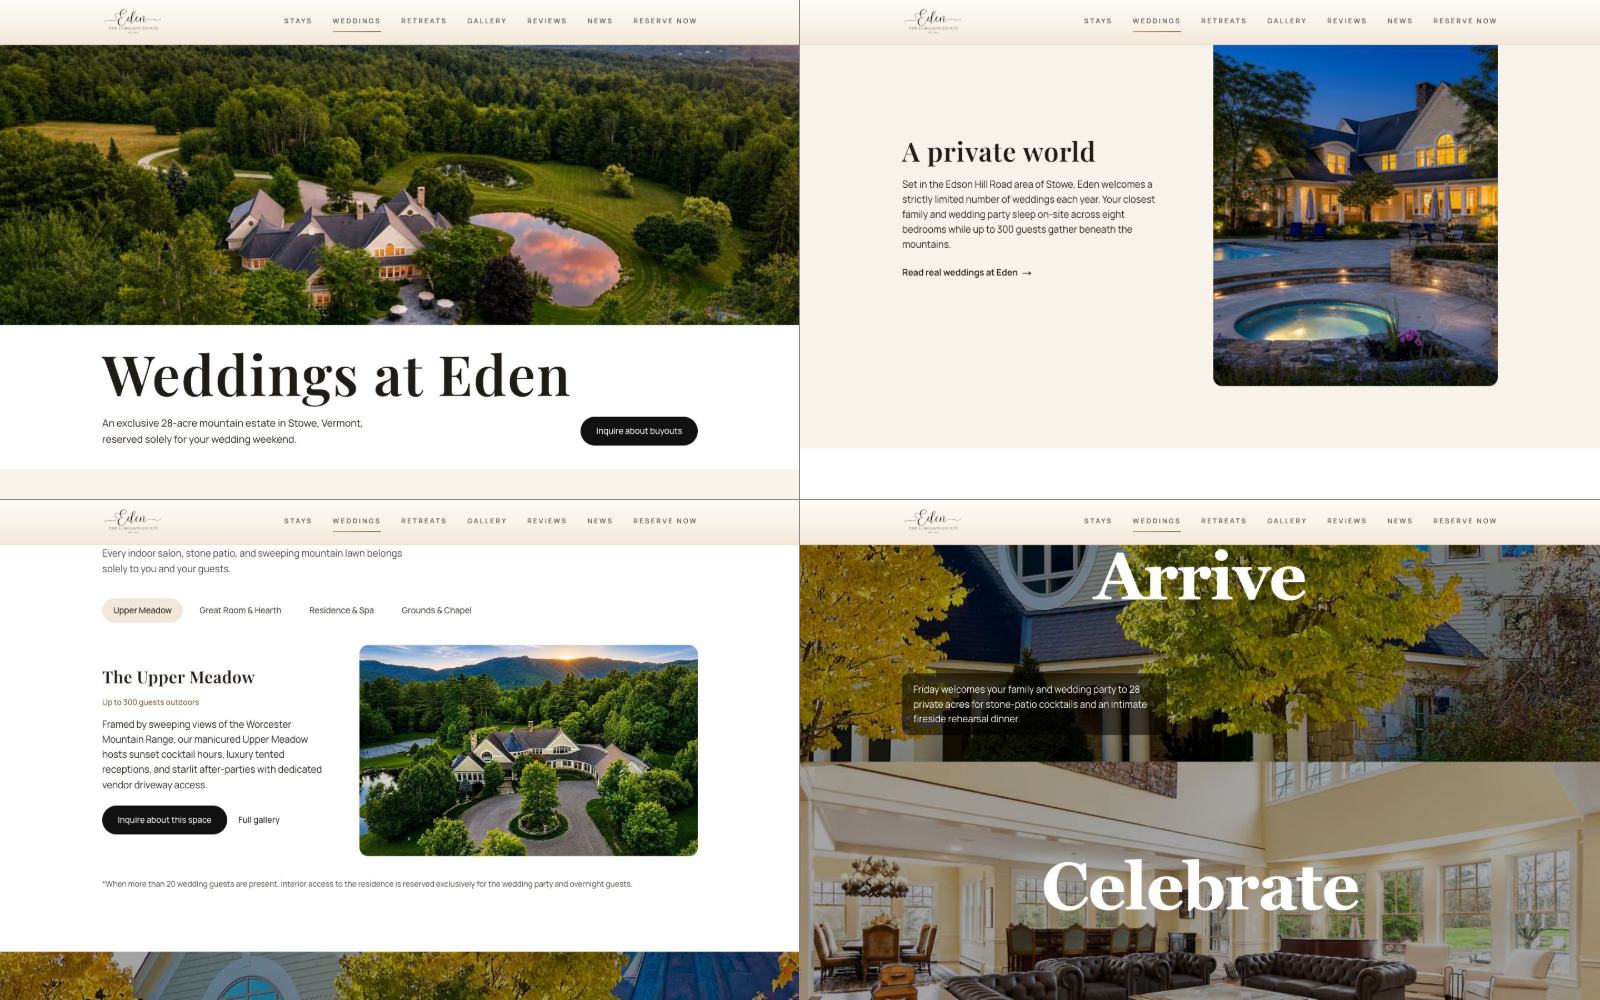 Eden
THE LIMELIGHT ESTATE
STAYS WEDDINGS RETREATS GALLERY REVIEWS NEWS RESERVE NOW
Weddings at Eden
An exclusive 28-acre mountain estate in Stowe, Vermont,
reserved solely for your wedding weekend.
Inquire about buyouts
Eden
STAYS WEDDINGS RETREATS GALLERY REVIEWS NEWS RESERVE NOW
A private world
Set in the Edson Hill Road area of Stowe, Eden welcomes a
strictly limited number of weddings each year. Your closest
family and wedding party sleep on-site across eight
bedrooms while up to 300 guests gather beneath the
mountains.
Read real weddings at Eden →
Eden
STAYS WEDDINGS RETREATS GALLERY REVIEWS NEWS RESERVE NOW
Every indoor salon, stone patio, and sweeping mountain lawn belongs
solely to you and your guests.
Upper Meadow Great Room & Hearth Residence & Spa Grounds & Chapel
The Upper Meadow
Up to 300 guests outdoors
Framed by sweeping views of the Worcester
Mountain Range, our manicured Upper Meadow
hosts sunset cocktail hours, luxury tented
receptions, and starlit after-parties with dedicated
vendor driveway access.
Inquire about this space Full gallery
*When more than 20 wedding guests are present, interior access to the residence is reserved exclusively for the wedding party and overnight guests.
Eden
STAYS WEDDINGS RETREATS GALLERY REVIEWS NEWS RESERVE NOW
Arrive
Friday welcomes your family and wedding party to 28
private acres for stone-patio cocktails and an intimate
fireside rehearsal dinner.
Celebrate